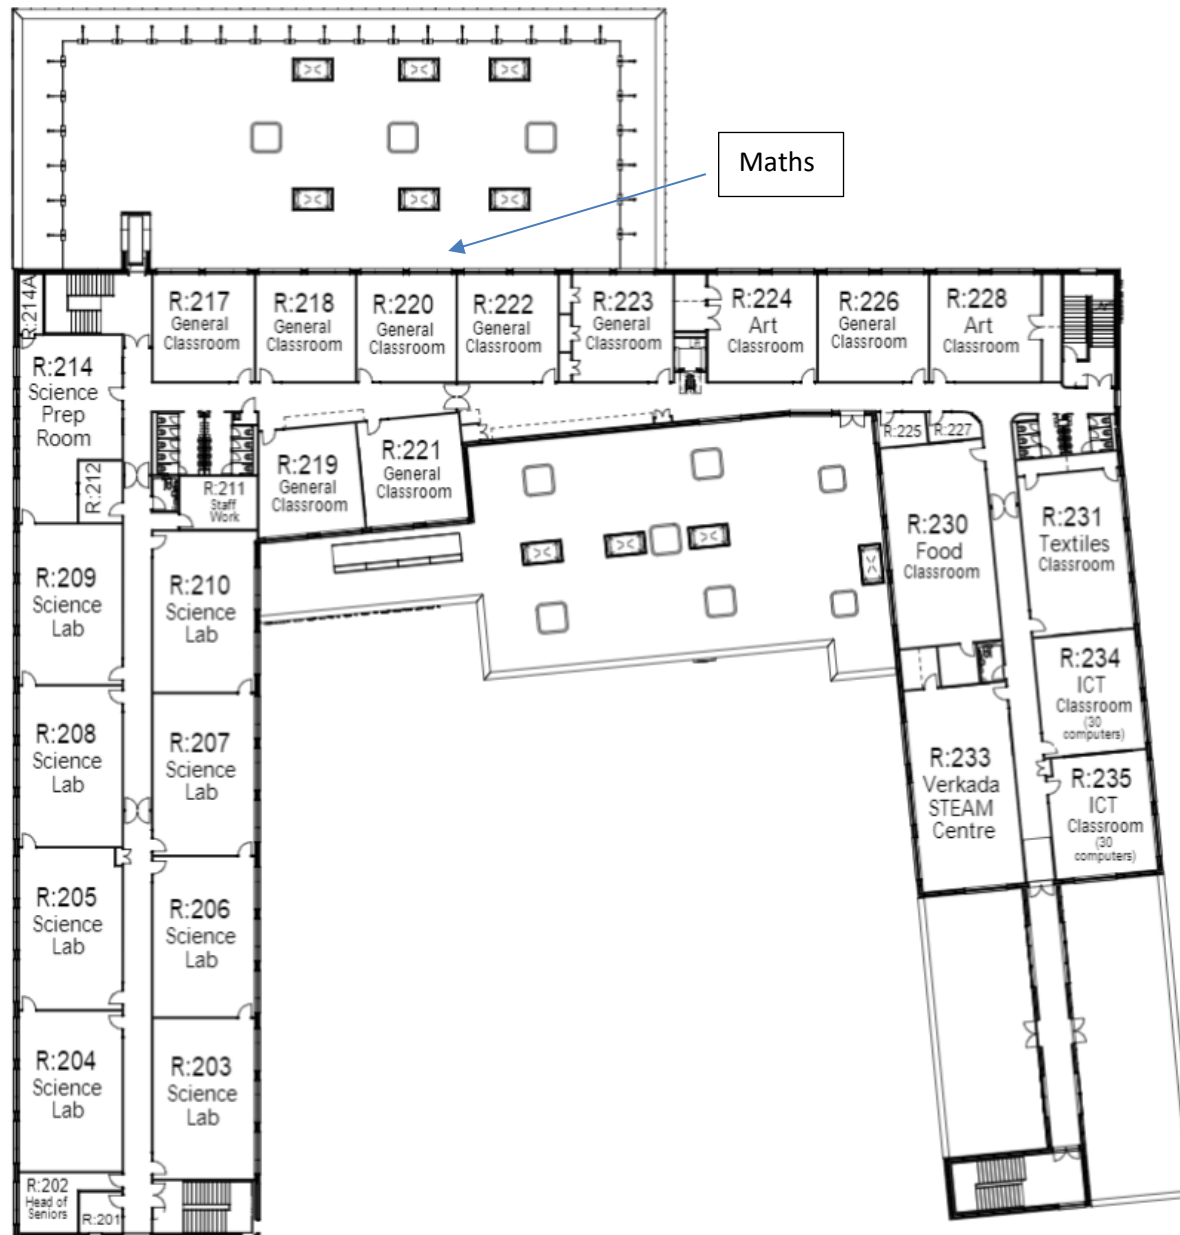 Maths
R:214A
R:217
General
Classroom
R:218
General
Classroom
R:220
General
Classroom
R:222
General
Classroom
R:223
General
Classroom
R:224
Art
Classroom
R:226
General
Classroom
R:228
Art
Classroom
R:214
Science
Prep
Room
R:212
R:211
Staff
Work
R:219
General
Classroom
R:221
General
Classroom
R:225
R:227
R:230
Food
Classroom
R:231
Textiles
Classroom
R:209
Science
Lab
R:210
Science
Lab
R:234
ICT
Classroom
(30
computers)
R:208
Science
Lab
R:207
Science
Lab
R:233
Verkada
STEAM
Centre
R:235
ICT
Classroom
(30
computers)
R:205
Science
Lab
R:206
Science
Lab
R:204
Science
Lab
R:203
Science
Lab
R:202
Head of
Seniors
R:201